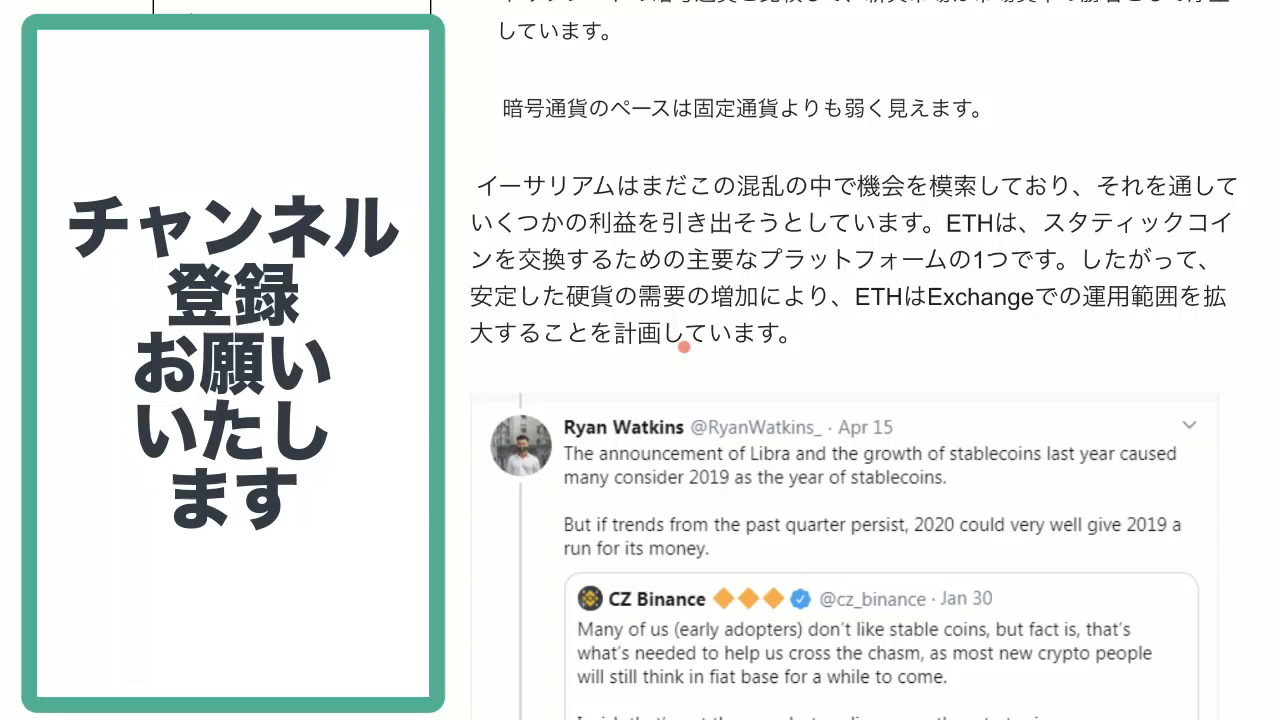 チャンネル
登録
お願い
いたし
ます
しています。
暗号通貨のペースは固定通貨よりも弱く見えます。
イーサリアムはまだこの混乱の中で機会を模索しており、それを通して
いくつかの利益を引き出そうとしています。ETHは、スタティックコイ
ンを交換するための主要なプラットフォームの1つです。したがって、
安定した硬貨の需要の増加により、ETHはExchangeでの運用範囲を拡
大することを計画しています。
Ryan Watkins @RyanWatkins_ · Apr 15
The announcement of Libra and the growth of stablecoins last year caused
many consider 2019 as the year of stablecoins.
But if trends from the past quarter persist, 2020 could very well give 2019 a
run for its money.
CZ Binance 🔶🔶🔶 @cz_binance · Jan 30
Many of us (early adopters) don't like stable coins, but fact is, that's
what's needed to help us cross the chasm, as most new crypto people
will still think in fiat base for a while to come.